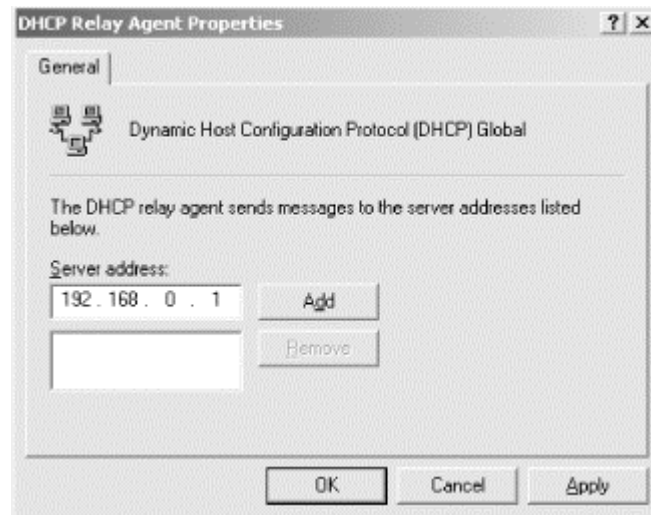 DHCP Relay Agent Properties ? ×
General
Dynamic Host Configuration Protocol (DHCP) Global
The DHCP relay agent sends messages to the server addresses listed
below.
Server address:
192 . 168 . 0 . 1 Add
Remove
OK Cancel Apply